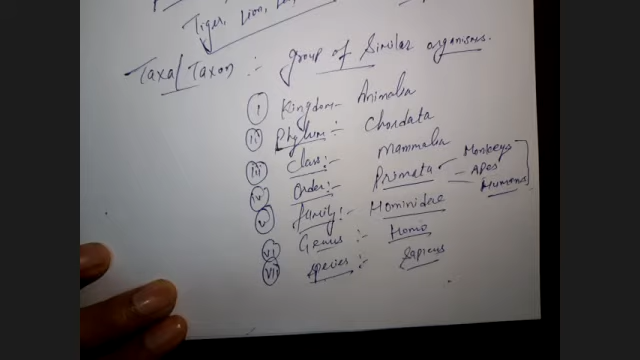 Tiger, Lion,
Taxa/Taxon :- group of similar organisms.
(i) Kingdom - Animalia
(ii) Phylum :- Chordata
(iii) Class :- Mammalia
(iv) Order :- Primata - Monkeys
- Apes
- Humans
(v) family :- Hominidae
(vi) Genus :- Homo
(vii) Species :- Sapiens